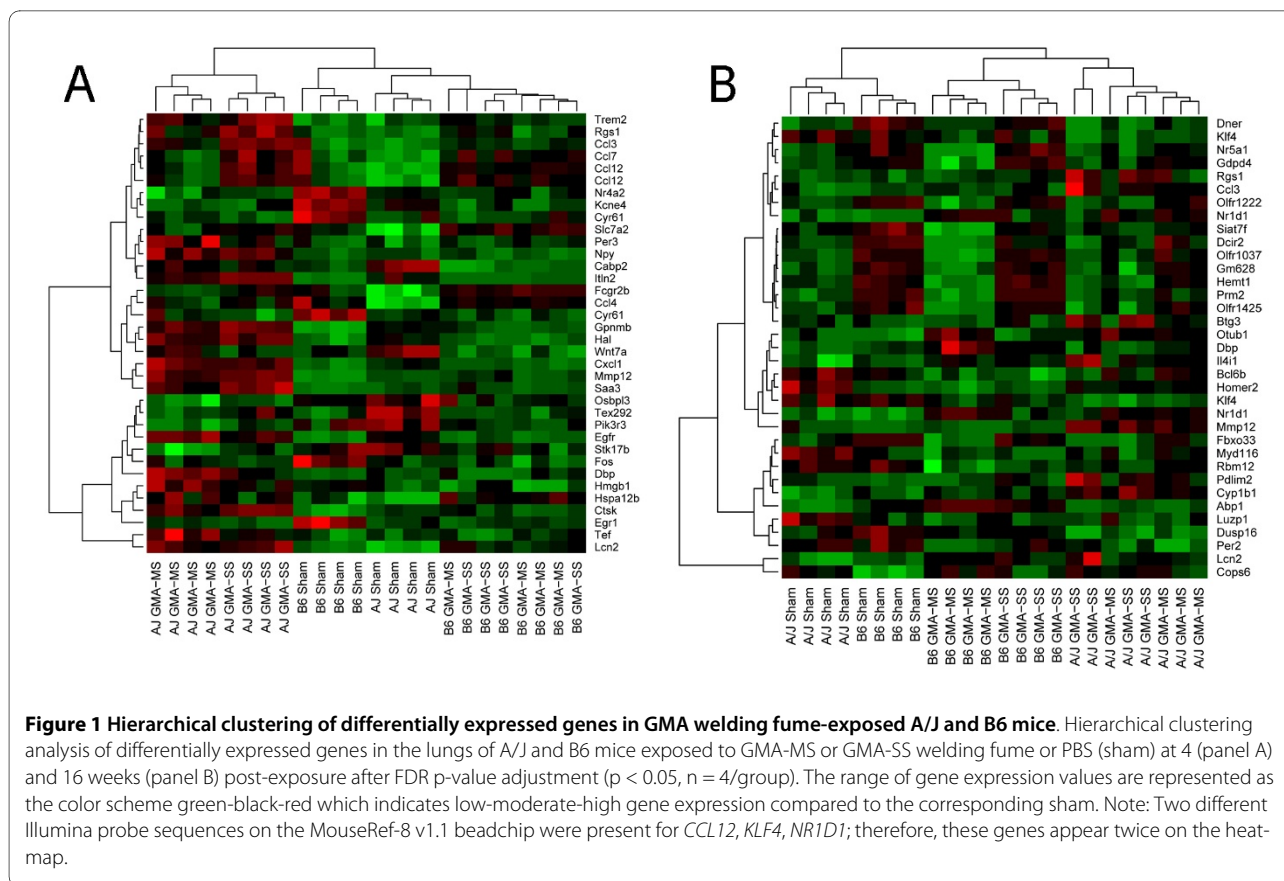 A
B
Trem2
Rgs1
Ccl3
Ccl7
Ccl12
Ccl12
Nr4a2
Kcne4
Cyr61
Slc7a2
Per3
Npy
Cabp2
Itln2
Fcgr2b
Ccl4
Cyr61
Gpnmb
Hal
Wnt7a
Cxcl1
Mmp12
Saa3
Osbpl3
Tex292
Pik3r3
Egfr
Stk17b
Fos
Dbp
Hmgb1
Hspa12b
Ctsk
Egr1
Tef
Lcn2
AJ GMA-MS
AJ GMA-MS
AJ GMA-MS
AJ GMA-MS
AJ GMA-SS
AJ GMA-SS
AJ GMA-SS
AJ GMA-SS
B6 Sham
B6 Sham
B6 Sham
B6 Sham
AJ Sham
AJ Sham
AJ Sham
AJ Sham
B6 GMA-MS
B6 GMA-SS
B6 GMA-SS
B6 GMA-SS
B6 GMA-MS
B6 GMA-MS
B6 GMA-MS
B6 GMA-SS
Dner
Klf4
Nr5a1
Gdpd4
Rgs1
Ccl3
Olfr1222
Nr1d1
Siat7f
Dcir2
Olfr1037
Gm628
Hemt1
Prm2
Olfr1425
Btg3
Otub1
Dbp
Il4i1
Bcl6b
Homer2
Klf4
Nr1d1
Mmp12
Fbxo33
Myd116
Rbm12
Pdlim2
Cyp1b1
Abp1
Luzp1
Dusp16
Per2
Lcn2
Cops6
A/J Sham
A/J Sham
A/J Sham
A/J Sham
B6 Sham
B6 Sham
B6 Sham
B6 Sham
B6 GMA-MS
B6 GMA-MS
B6 GMA-MS
B6 GMA-MS
B6 GMA-SS
B6 GMA-SS
B6 GMA-SS
B6 GMA-SS
A/J GMA-SS
A/J GMA-SS
A/J GMA-MS
A/J GMA-SS
A/J GMA-SS
A/J GMA-MS
A/J GMA-MS
A/J GMA-MS
Figure 1 Hierarchical clustering of differentially expressed genes in GMA welding fume-exposed A/J and B6 mice. Hierarchical clustering
analysis of differentially expressed genes in the lungs of A/J and B6 mice exposed to GMA-MS or GMA-SS welding fume or PBS (sham) at 4 (panel A)
and 16 weeks (panel B) post-exposure after FDR p-value adjustment (p < 0.05, n = 4/group). The range of gene expression values are represented as
the color scheme green-black-red which indicates low-moderate-high gene expression compared to the corresponding sham. Note: Two different
Illumina probe sequences on the MouseRef-8 v1.1 beadchip were present for CCL12, KLF4, NR1D1; therefore, these genes appear twice on the heat-
map.